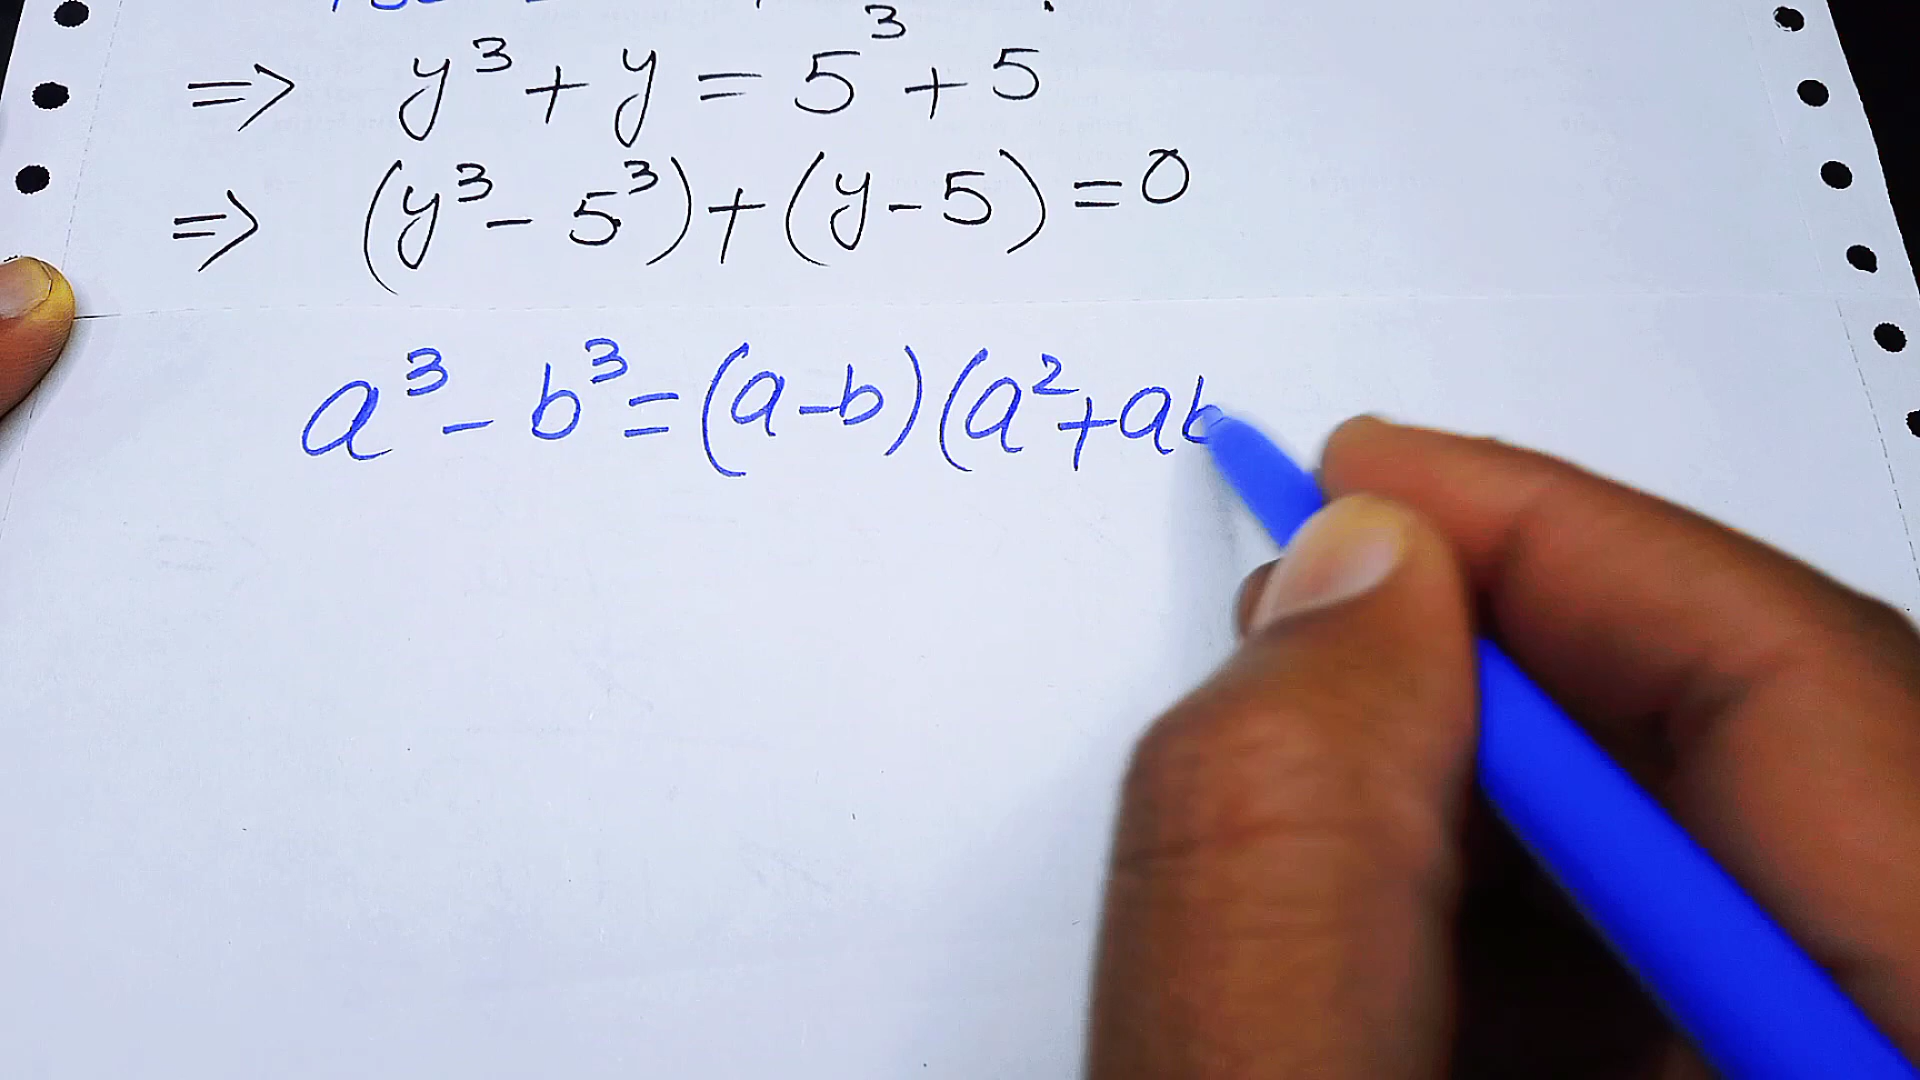 => y³ + y = 5³ + 5
=> (y³ - 5³) + (y - 5) = 0
a³ - b³ = (a - b) (a² + ab